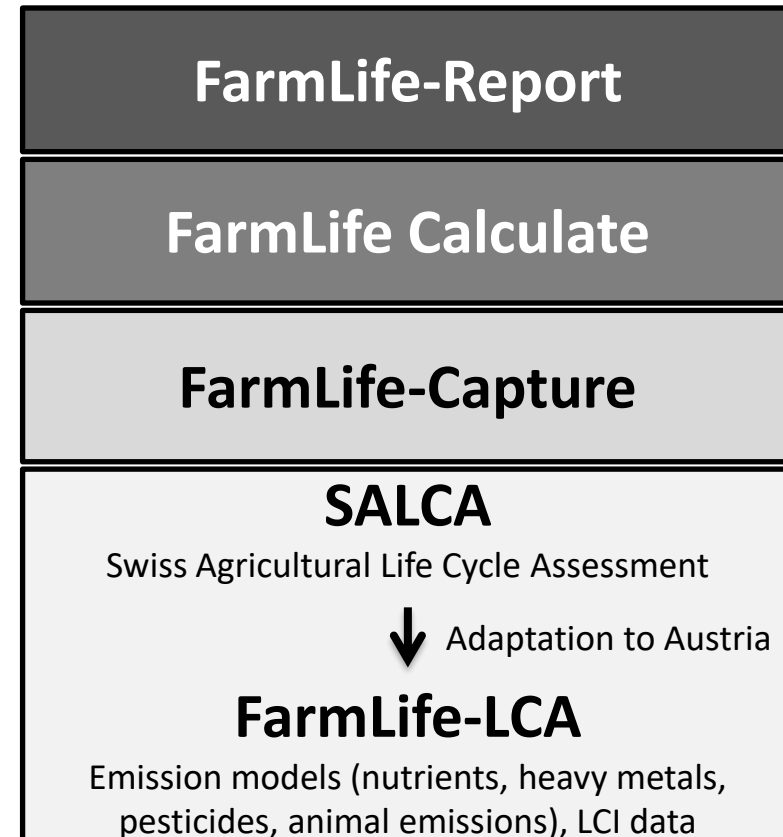 FarmLife-Report
FarmLife Calculate
FarmLife-Capture
SALCA
Swiss Agricultural Life Cycle Assessment
Adaptation to Austria
FarmLife-LCA
Emission models (nutrients, heavy metals,
pesticides, animal emissions), LCI data